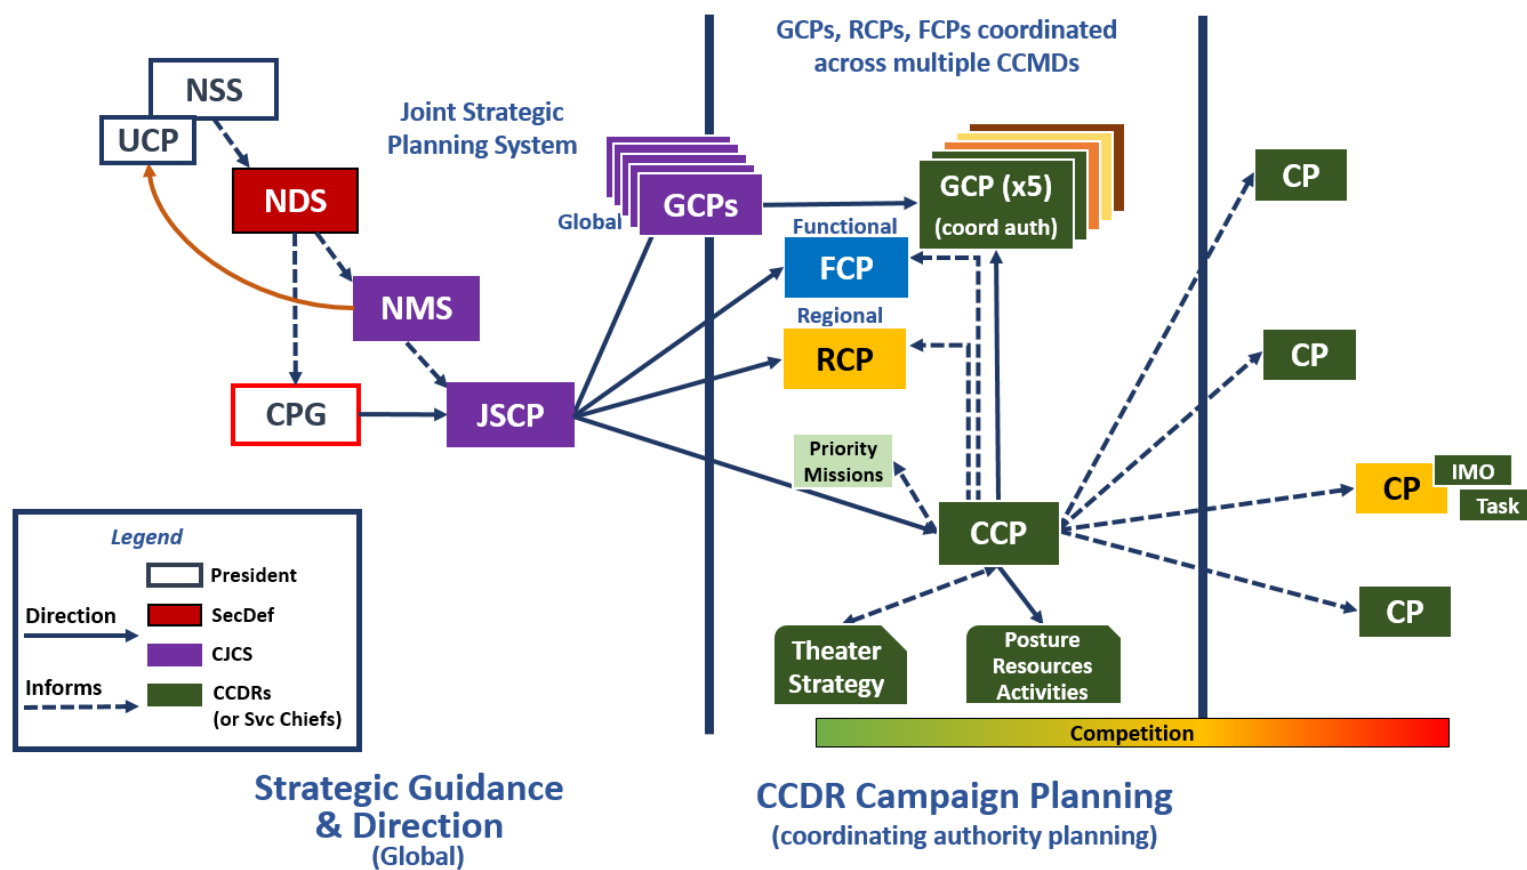 GCPs, RCPs, FCPs coordinated
across multiple CCMDs
NSS
UCP
Joint Strategic
Planning System
NDS
GCPs
Global
GCP (x5)
(coord auth)
Functional
FCP
Regional
RCP
NMS
CPG
JSCP
Priority
Missions
CCP
Theater
Strategy
Posture
Resources
Activities
CP
CP
CP
IMO
Task
CP
Competition
Legend
President
Direction
SecDef
CJCS
Informs
CCDRs
(or Svc Chiefs)
Strategic Guidance
& Direction
(Global)
CCDR Campaign Planning
(coordinating authority planning)